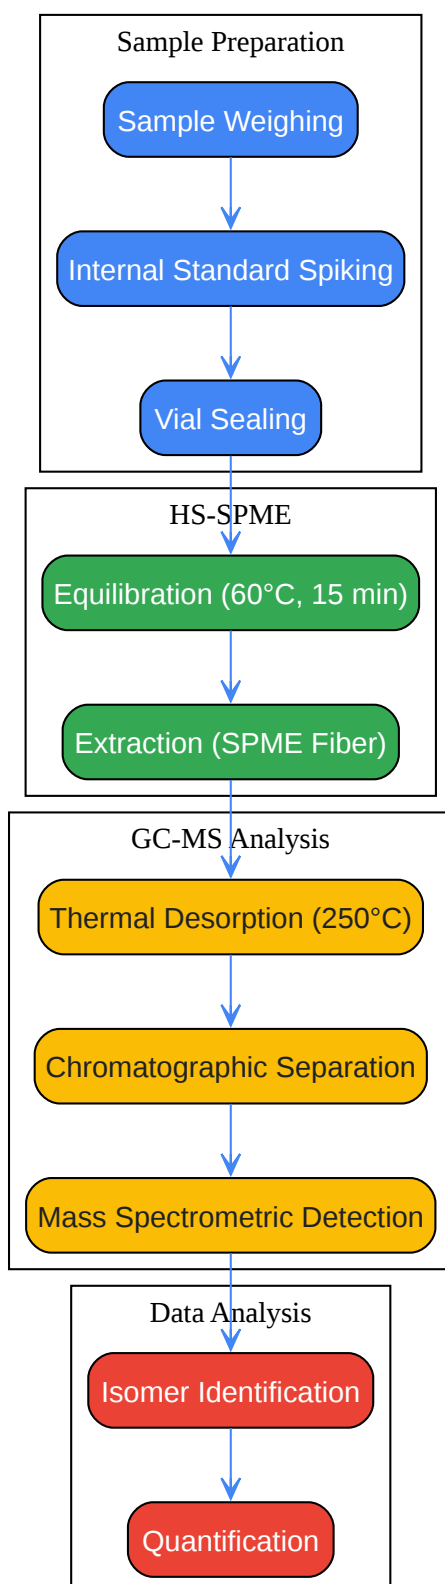 Sample Preparation
Sample Weighing
Internal Standard Spiking
Vial Sealing
HS-SPME
Equilibration (60°C, 15 min)
Extraction (SPME Fiber)
GC-MS Analysis
Thermal Desorption (250°C)
Chromatographic Separation
Mass Spectrometric Detection
Data Analysis
Isomer Identification
Quantification